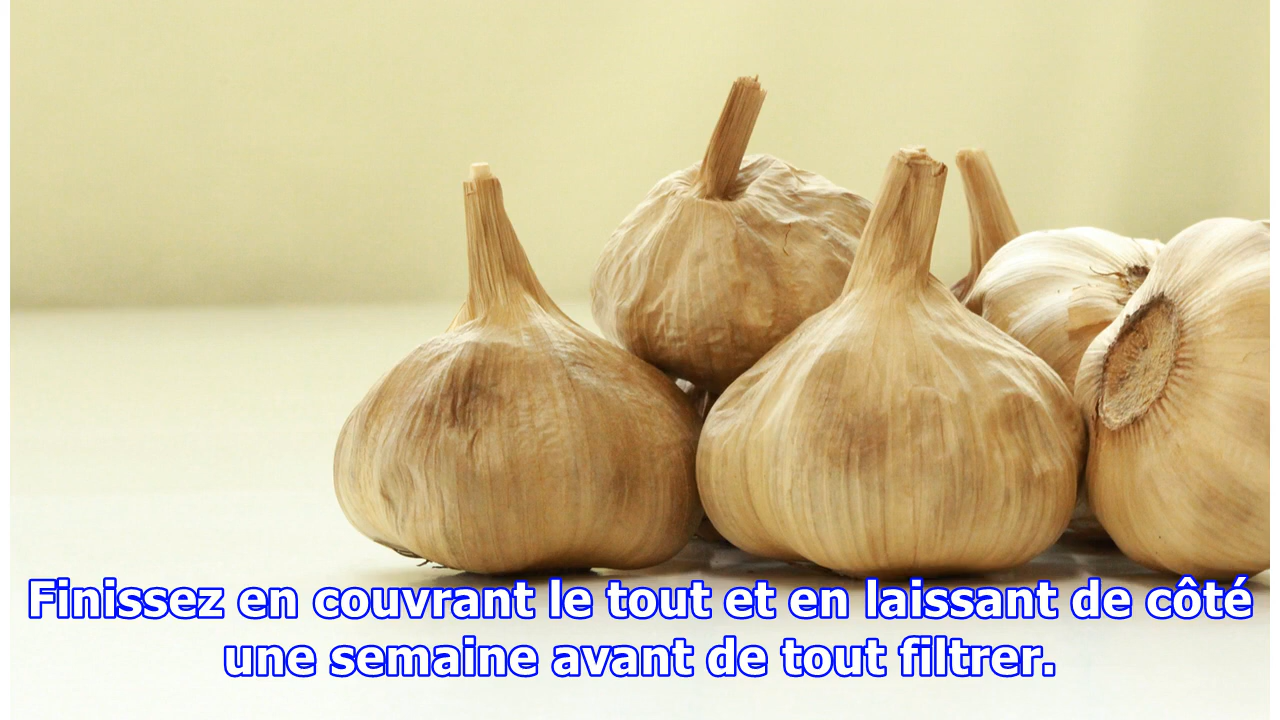 Finissez en couvrant le tout et en laissant de côté
une semaine avant de tout filtrer.